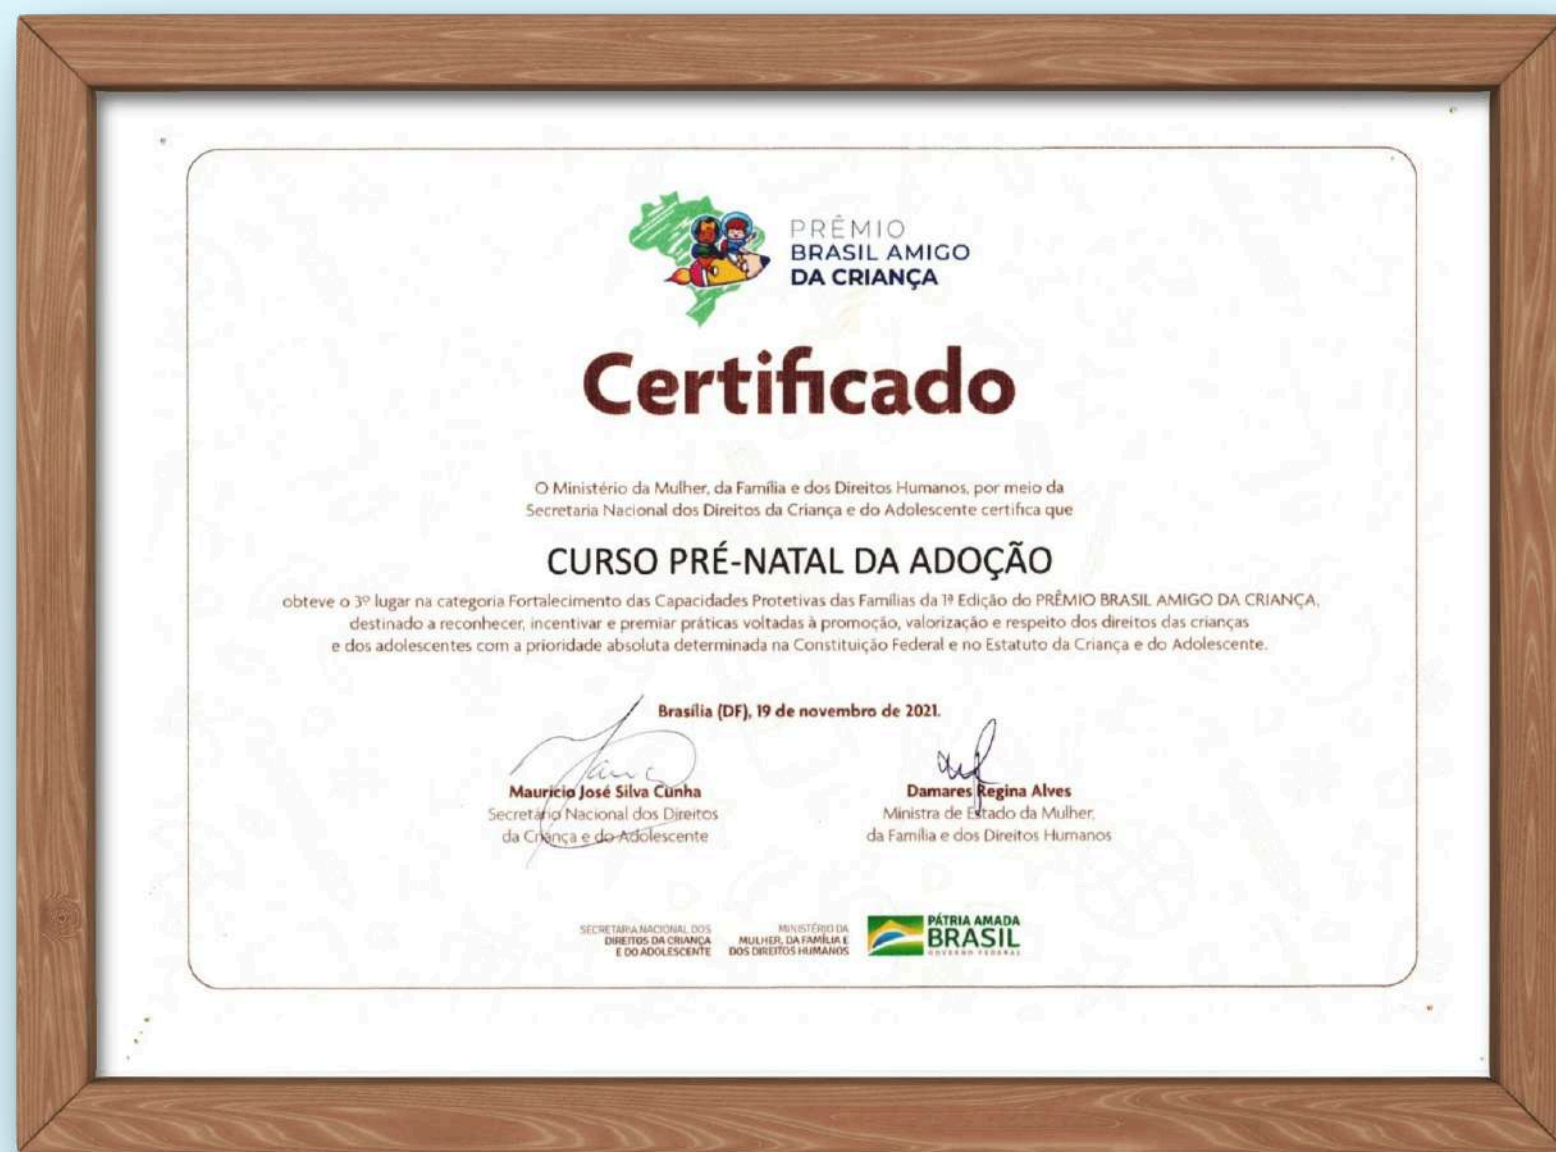 PRÊMIO
BRASIL AMIGO
DA CRIANÇA
Certificado
O Ministério da Mulher, da Família e dos Direitos Humanos, por meio da
Secretaria Nacional dos Direitos da Criança e do Adolescente certifica que
CURSO PRÉ-NATAL DA ADOÇÃO
obteve o 3º lugar na categoria Fortalecimento das Capacidades Protetivas das Famílias da 1ª Edição do PRÊMIO BRASIL AMIGO DA CRIANÇA,
destinado a reconhecer, incentivar e premiar práticas voltadas à promoção, valorização e respeito dos direitos das crianças
e dos adolescentes com a prioridade absoluta determinada na Constituição Federal e no Estatuto da Criança e do Adolescente.
Brasília (DF), 19 de novembro de 2021.
Maurício José Silva Cunha
Secretário Nacional dos Direitos
da Criança e do Adolescente
Damares Regina Alves
Ministra de Estado da Mulher,
da Família e dos Direitos Humanos
SECRETARIA NACIONAL DOS
DIREITOS DA CRIANÇA
E DO ADOLESCENTE
MINISTÉRIO DA
MULHER, DA FAMÍLIA E
DOS DIREITOS HUMANOS
PÁTRIA AMADA
BRASIL
GOVERNO FEDERAL